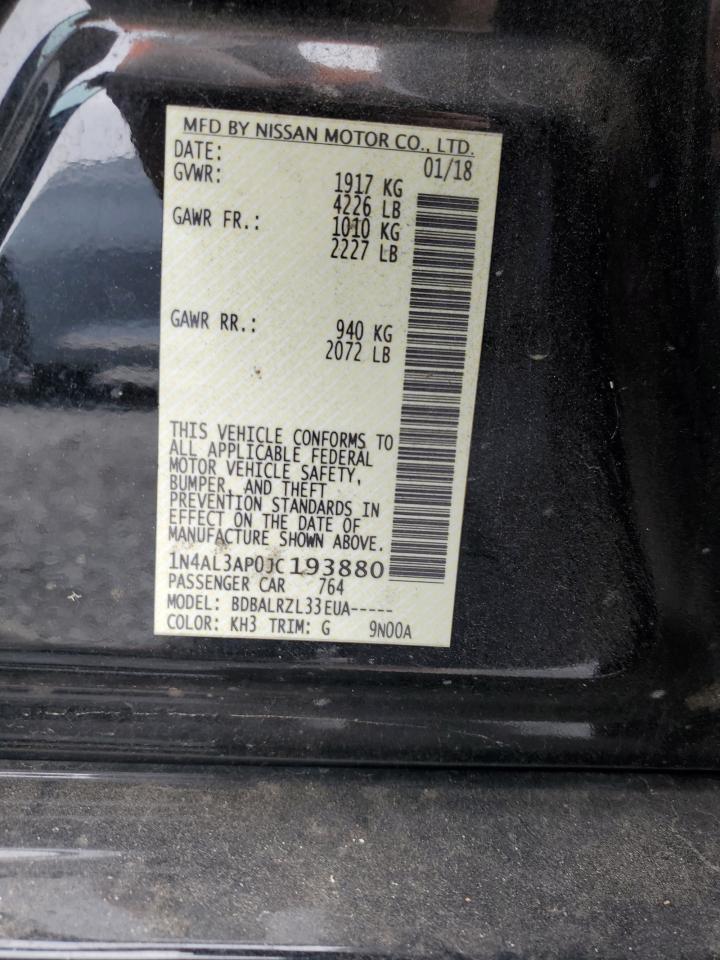 MFD BY NISSAN MOTOR CO., LTD.
DATE: 01/18
GVWR: 1917 KG
4226 LB
GAWR FR.: 1010 KG
2227 LB
GAWR RR.: 940 KG
2072 LB
THIS VEHICLE CONFORMS TO
ALL APPLICABLE FEDERAL
MOTOR VEHICLE SAFETY,
BUMPER, AND THEFT
PREVENTION STANDARDS IN
EFFECT ON THE DATE OF
MANUFACTURE SHOWN ABOVE.
1N4AL3AP0JC193880
PASSENGER CAR 764
MODEL: BDBALRZL33EUA-----
COLOR: KH3 TRIM: G 9N00A